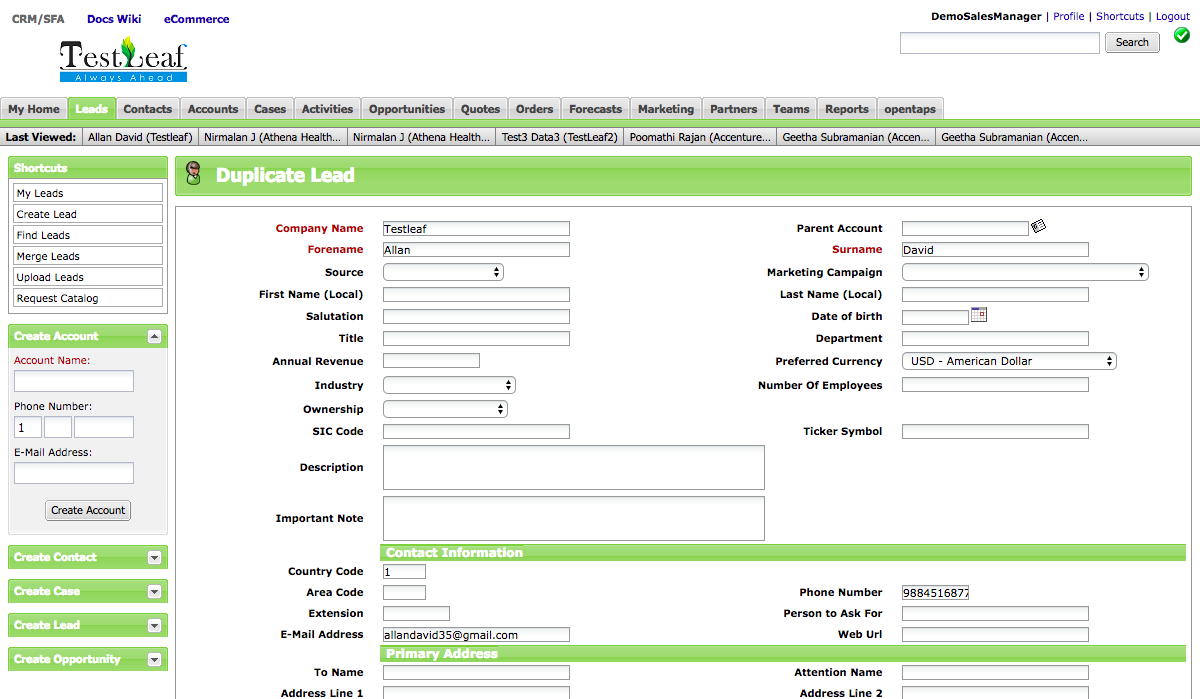 CRM/SFA Docs Wiki eCommerce
DemoSalesManager | Profile | Shortcuts | Logout
TestLeaf
Always Ahead
Search
My Home Leads Contacts Accounts Cases Activities Opportunities Quotes Orders Forecasts Marketing Partners Teams Reports opentaps
Last Viewed: Allan David (Testleaf) Nirmalan J (Athena Health... Nirmalan J (Athena Health... Test3 Data3 (TestLeaf2) Poomathi Rajan (Accenture... Geetha Subramanian (Accen... Geetha Subramanian (Accen...
Shortcuts
My Leads
Create Lead
Find Leads
Merge Leads
Upload Leads
Request Catalog
Create Account
Account Name:
Phone Number:
1
E-Mail Address:
Create Account
Create Contact
Create Case
Create Lead
Create Opportunity
Duplicate Lead
Company Name Testleaf Parent Account
Forename Allan Surname David
Source Marketing Campaign
First Name (Local) Last Name (Local)
Salutation Date of birth
Title Department
Annual Revenue Preferred Currency USD - American Dollar
Industry Number Of Employees
Ownership
SIC Code Ticker Symbol
Description
Important Note
Contact Information
Country Code 1
Area Code Phone Number 9884516877
Extension Person to Ask For
E-Mail Address allandavid35@gmail.com Web Url
Primary Address
To Name Attention Name
Address Line 1 Address Line 2